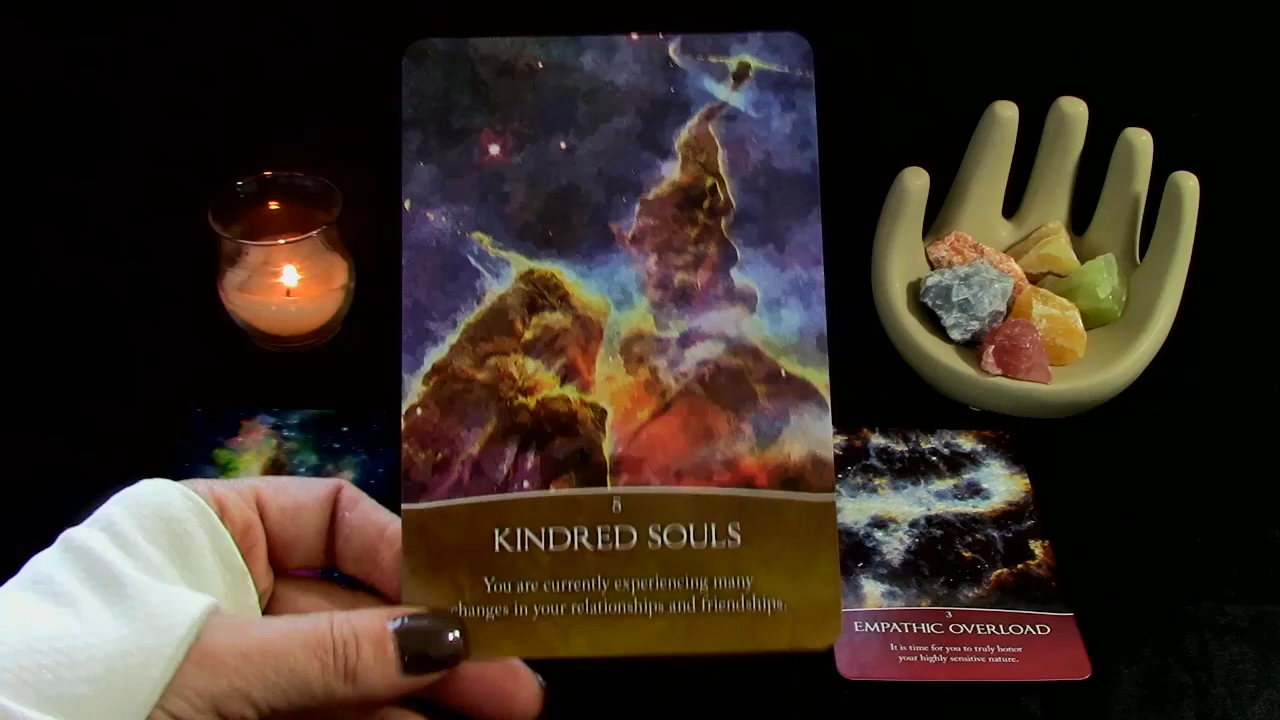 8
KINDRED SOULS
You are currently experiencing many
changes in your relationships and friendships.
3
EMPATHIC OVERLOAD
It is time for you to truly honor
your highly sensitive nature.